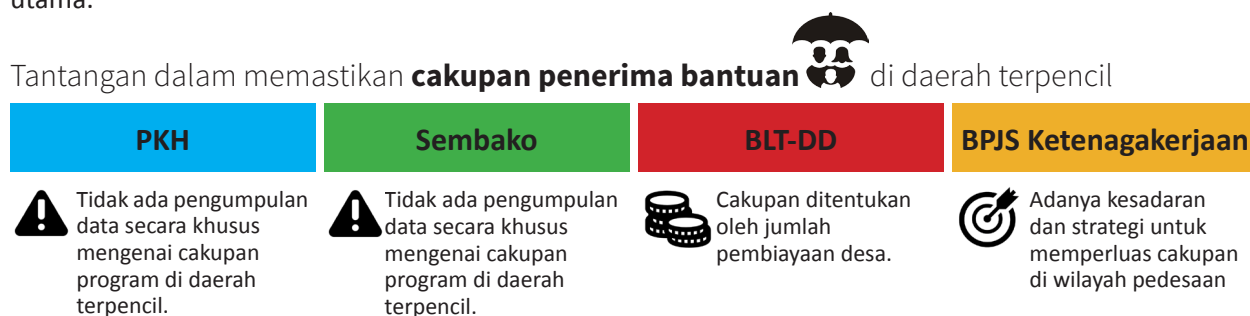 utama.
Tantangan dalam memastikan cakupan penerima bantuan di daerah terpencil
PKH
Tidak ada pengumpulan
data secara khusus
mengenai cakupan
program di daerah
terpencil.
Sembako
Tidak ada pengumpulan
data secara khusus
mengenai cakupan
program di daerah
terpencil.
BLT-DD
Cakupan ditentukan
oleh jumlah
pembiayaan desa.
BPJS Ketenagakerjaan
Adanya kesadaran
dan strategi untuk
memperluas cakupan
di wilayah pedesaan